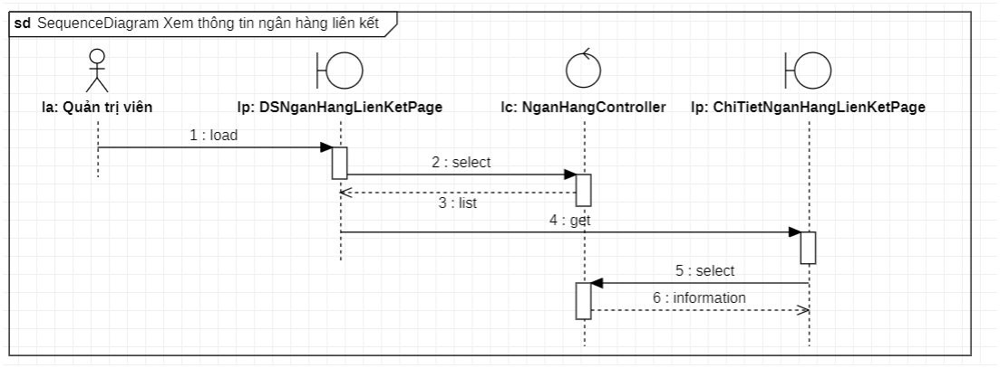 sd SequenceDiagram Xem thông tin ngân hàng liên kết
la: Quản trị viên
lp: DSNganHangLienKetPage
lc: NganHangController
lp: ChiTietNganHangLienKetPage
1 : load
2 : select
3 : list
4 : get
5 : select
6 : information